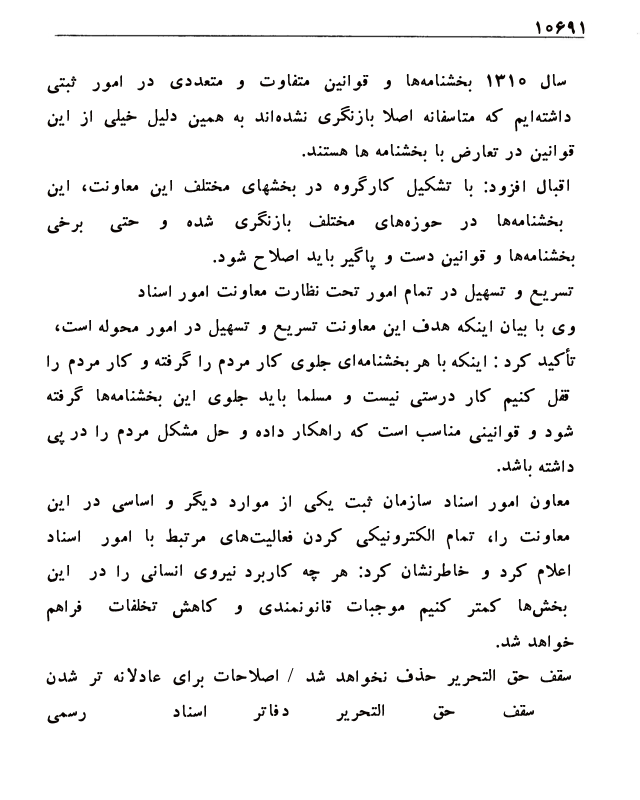 ۱۰۶۹۱
سال ۱۳۱۰ بخشنامه‌ها و قوانین متفاوت و متعددی در امور ثبتی
داشته‌ایم که متاسفانه اصلا بازنگری نشده‌اند به همین دلیل خیلی از این
قوانین در تعارض با بخشنامه ها هستند.
اقبال افزود: با تشکیل کارگروه در بخشهای مختلف این معاونت، این
بخشنامه‌ها در حوزه‌های مختلف بازنگری شده و حتی برخی
بخشنامه‌ها و قوانین دست و پاگیر باید اصلاح شود.
تسریع و تسهیل در تمام امور تحت نظارت معاونت امور اسناد
وی با بیان اینکه هدف این معاونت تسریع و تسهیل در امور محوله است،
تأکید کرد : اینکه با هر بخشنامه‌ای جلوی کار مردم را گرفته و کار مردم را
قفل کنیم کار درستی نیست و مسلما باید جلوی این بخشنامه‌ها گرفته
شود و قوانینی مناسب است که راهکار داده و حل مشکل مردم را در پی
داشته باشد.
معاون امور اسناد سازمان ثبت یکی از موارد دیگر و اساسی در این
معاونت را، تمام الکترونیکی کردن فعالیت‌های مرتبط با امور اسناد
اعلام کرد و خاطرنشان کرد: هر چه کاربرد نیروی انسانی را در این
بخش‌ها کمتر کنیم موجبات قانونمندی و کاهش تخلفات فراهم
خواهد شد.
سقف حق التحریر حذف نخواهد شد / اصلاحات برای عادلانه تر شدن
سقف حق التحریر دفاتر اسناد رسمی